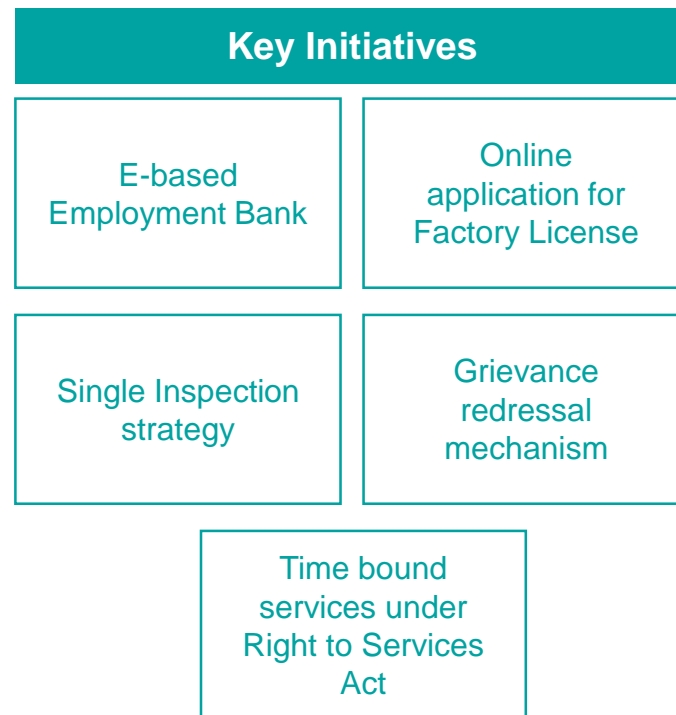 Key Initiatives
E-based
Employment Bank
Online
application for
Factory License
Single Inspection
strategy
Grievance
redressal
mechanism
Time bound
services under
Right to Services
Act